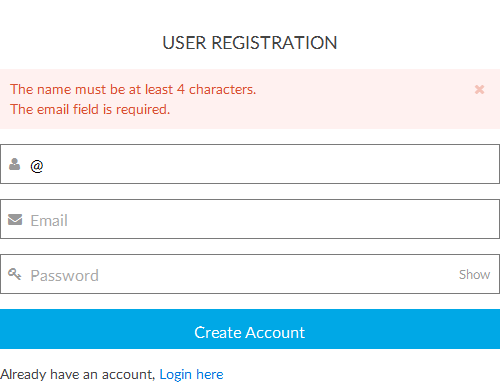 USER REGISTRATION
The name must be at least 4 characters.
The email field is required.
@
Email
Password Show
Create Account
Already have an account, Login here